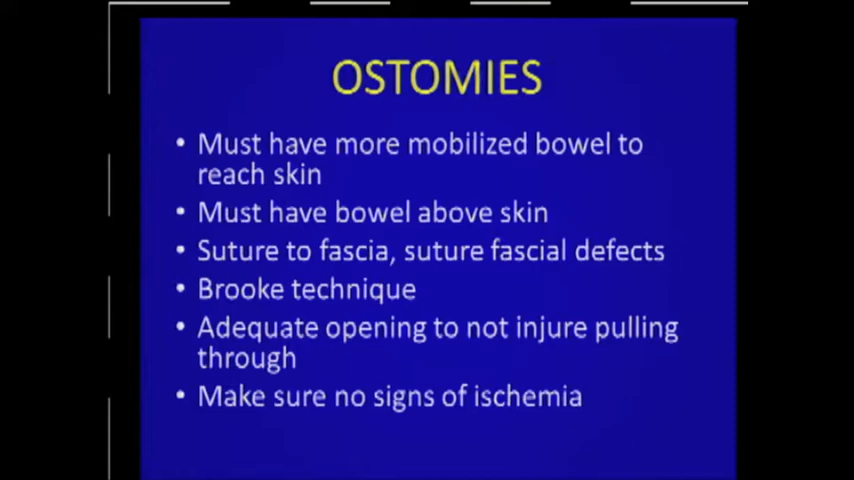 OSTOMIES
• Must have more mobilized bowel to
reach skin
• Must have bowel above skin
• Suture to fascia, suture fascial defects
• Brooke technique
• Adequate opening to not injure pulling
through
• Make sure no signs of ischemia